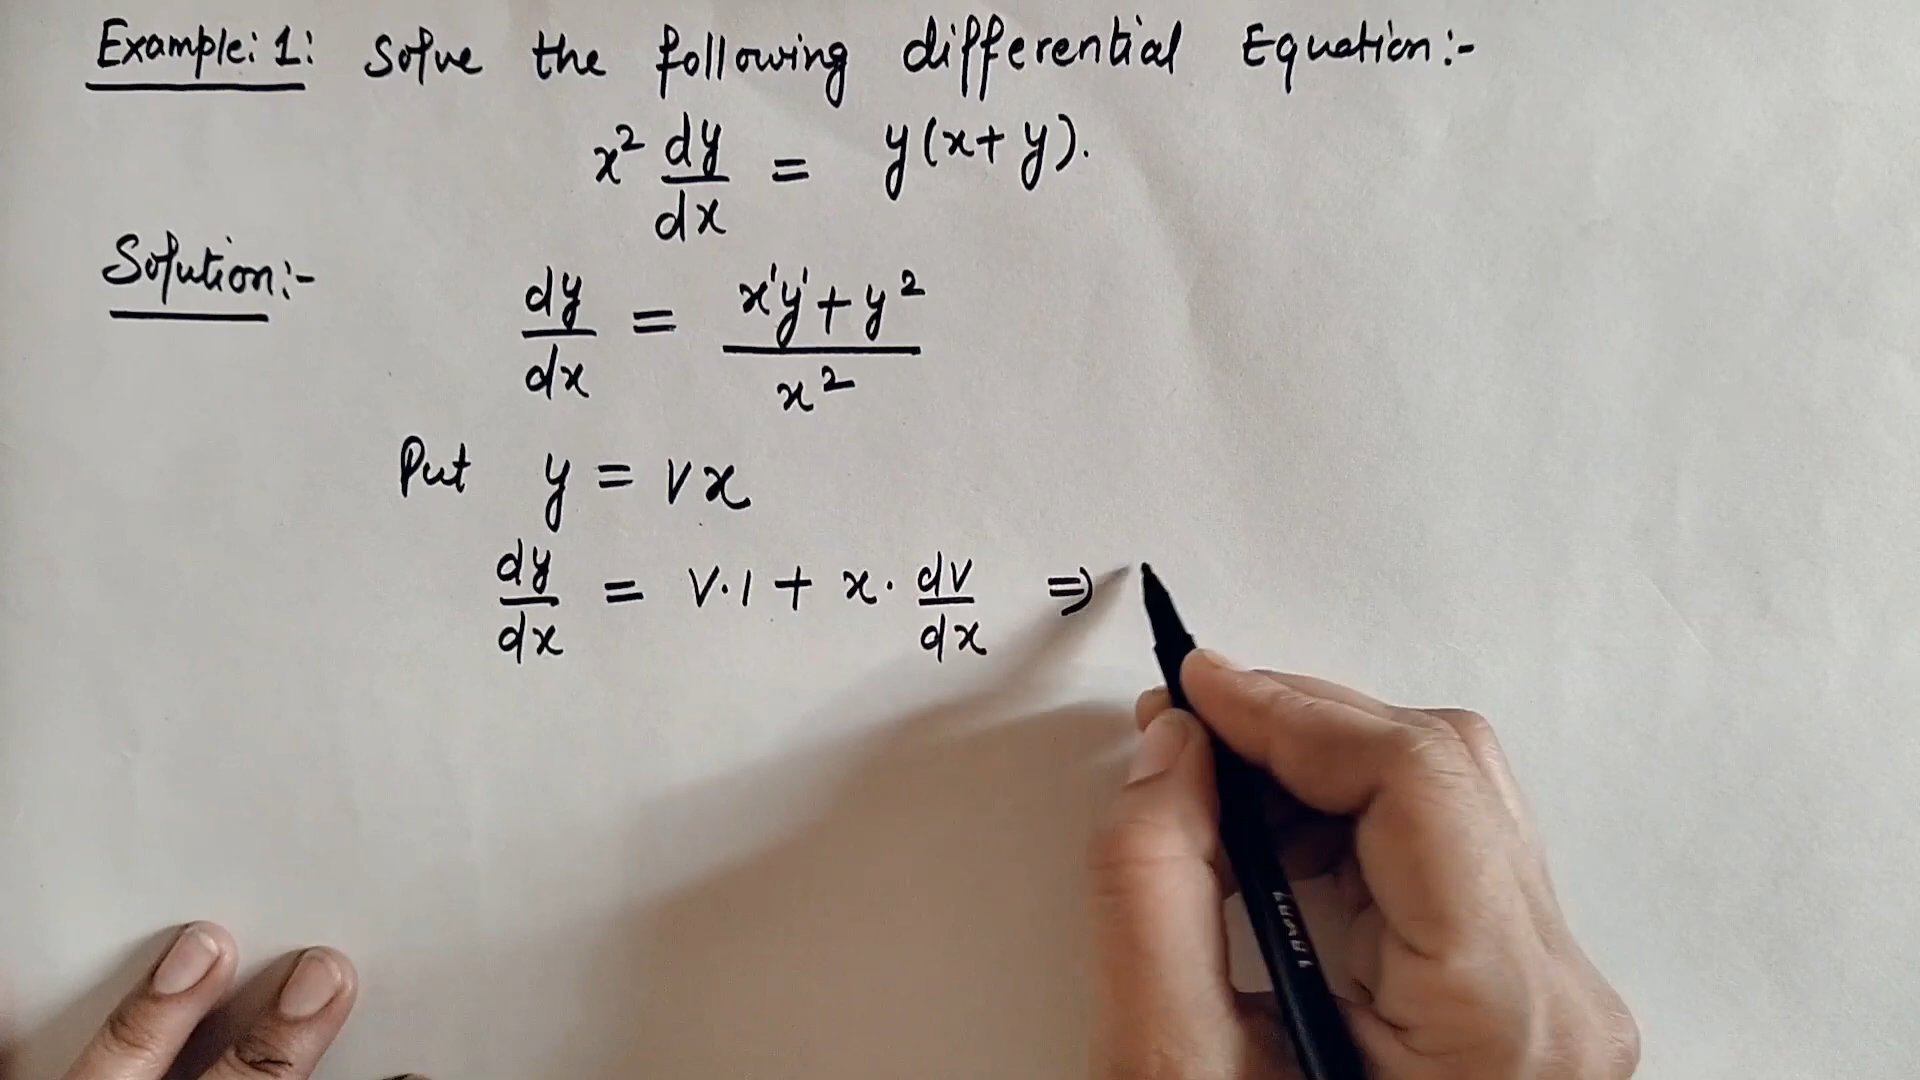 Example: 1: Solve the following differential Equation:-
x² dy/dx = y(x+y).
Solution:- dy/dx = (x¹y¹+y²)/x²
Put y = vx
dy/dx = v·1 + x·dv/dx ⇒